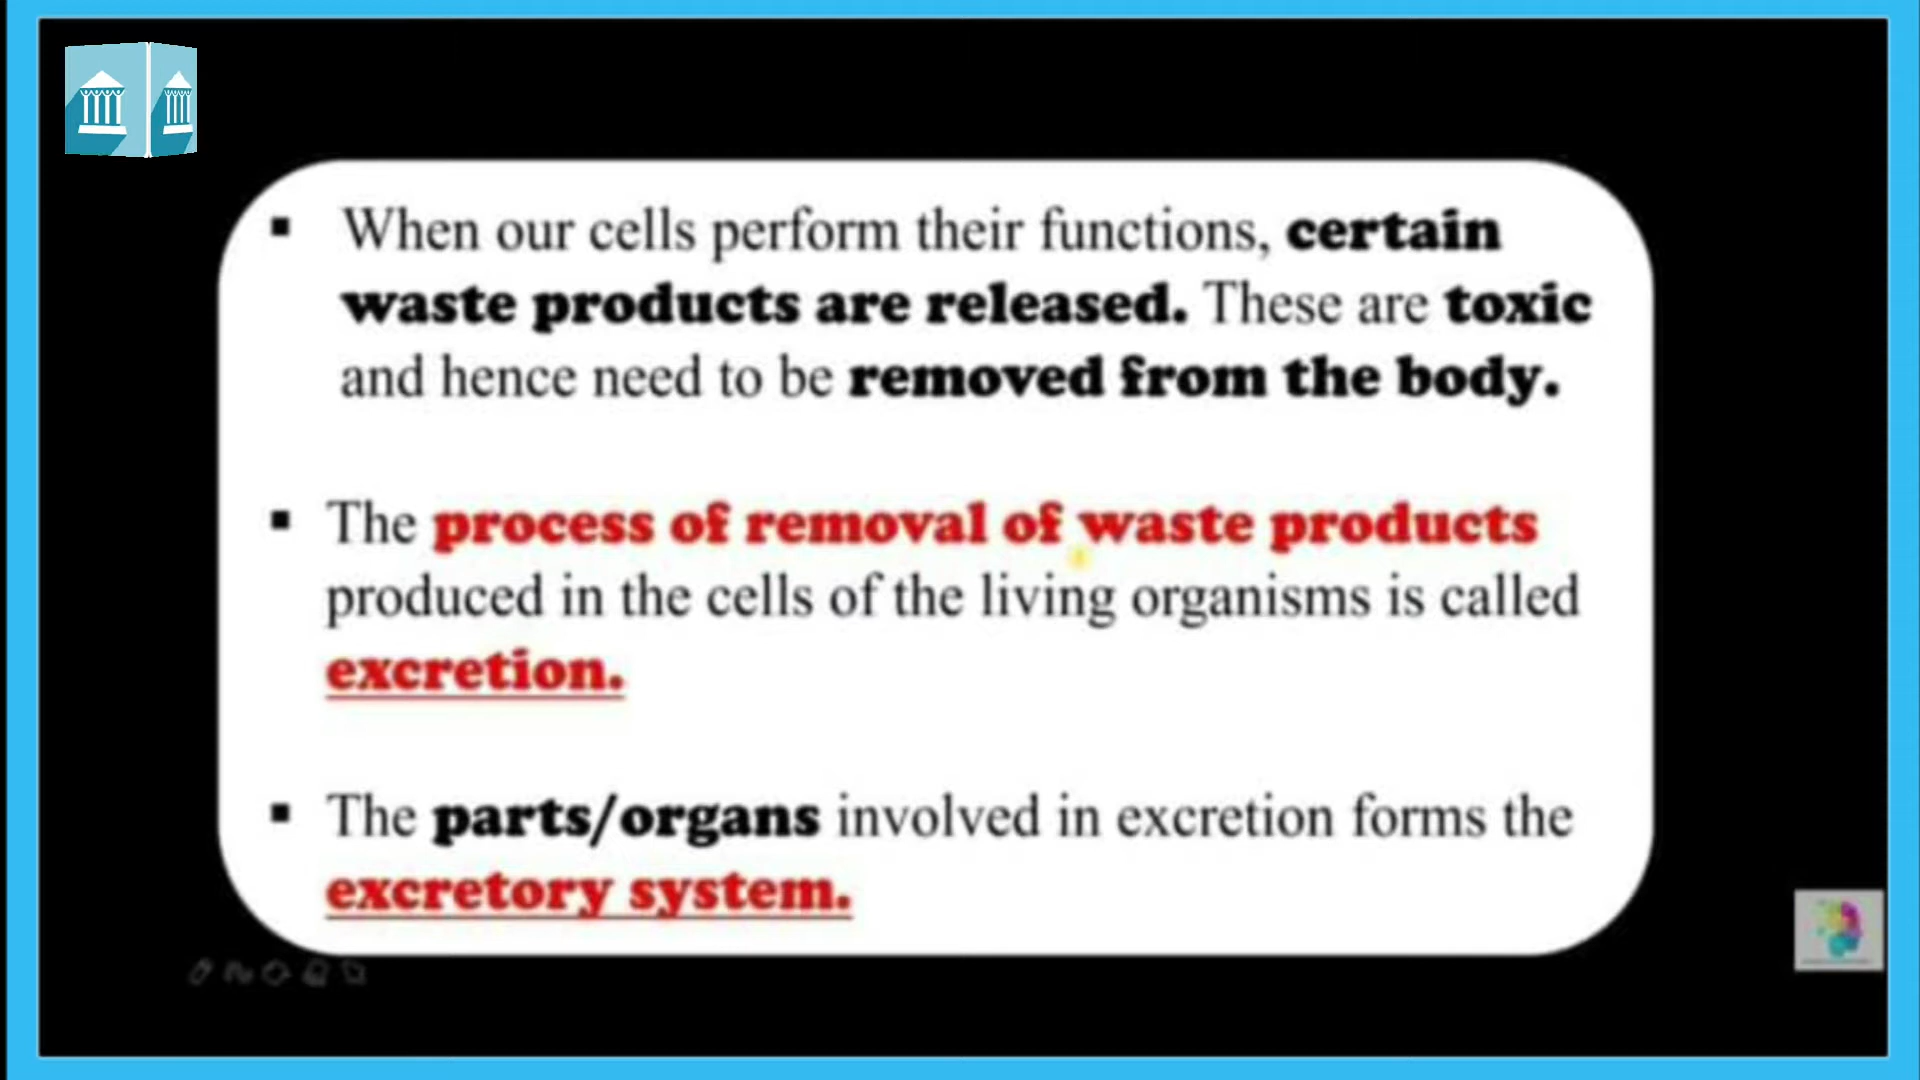 ▪ When our cells perform their functions, certain
waste products are released. These are toxic
and hence need to be removed from the body.
▪ The process of removal of waste products
produced in the cells of the living organisms is called
excretion.
▪ The parts/organs involved in excretion forms the
excretory system.